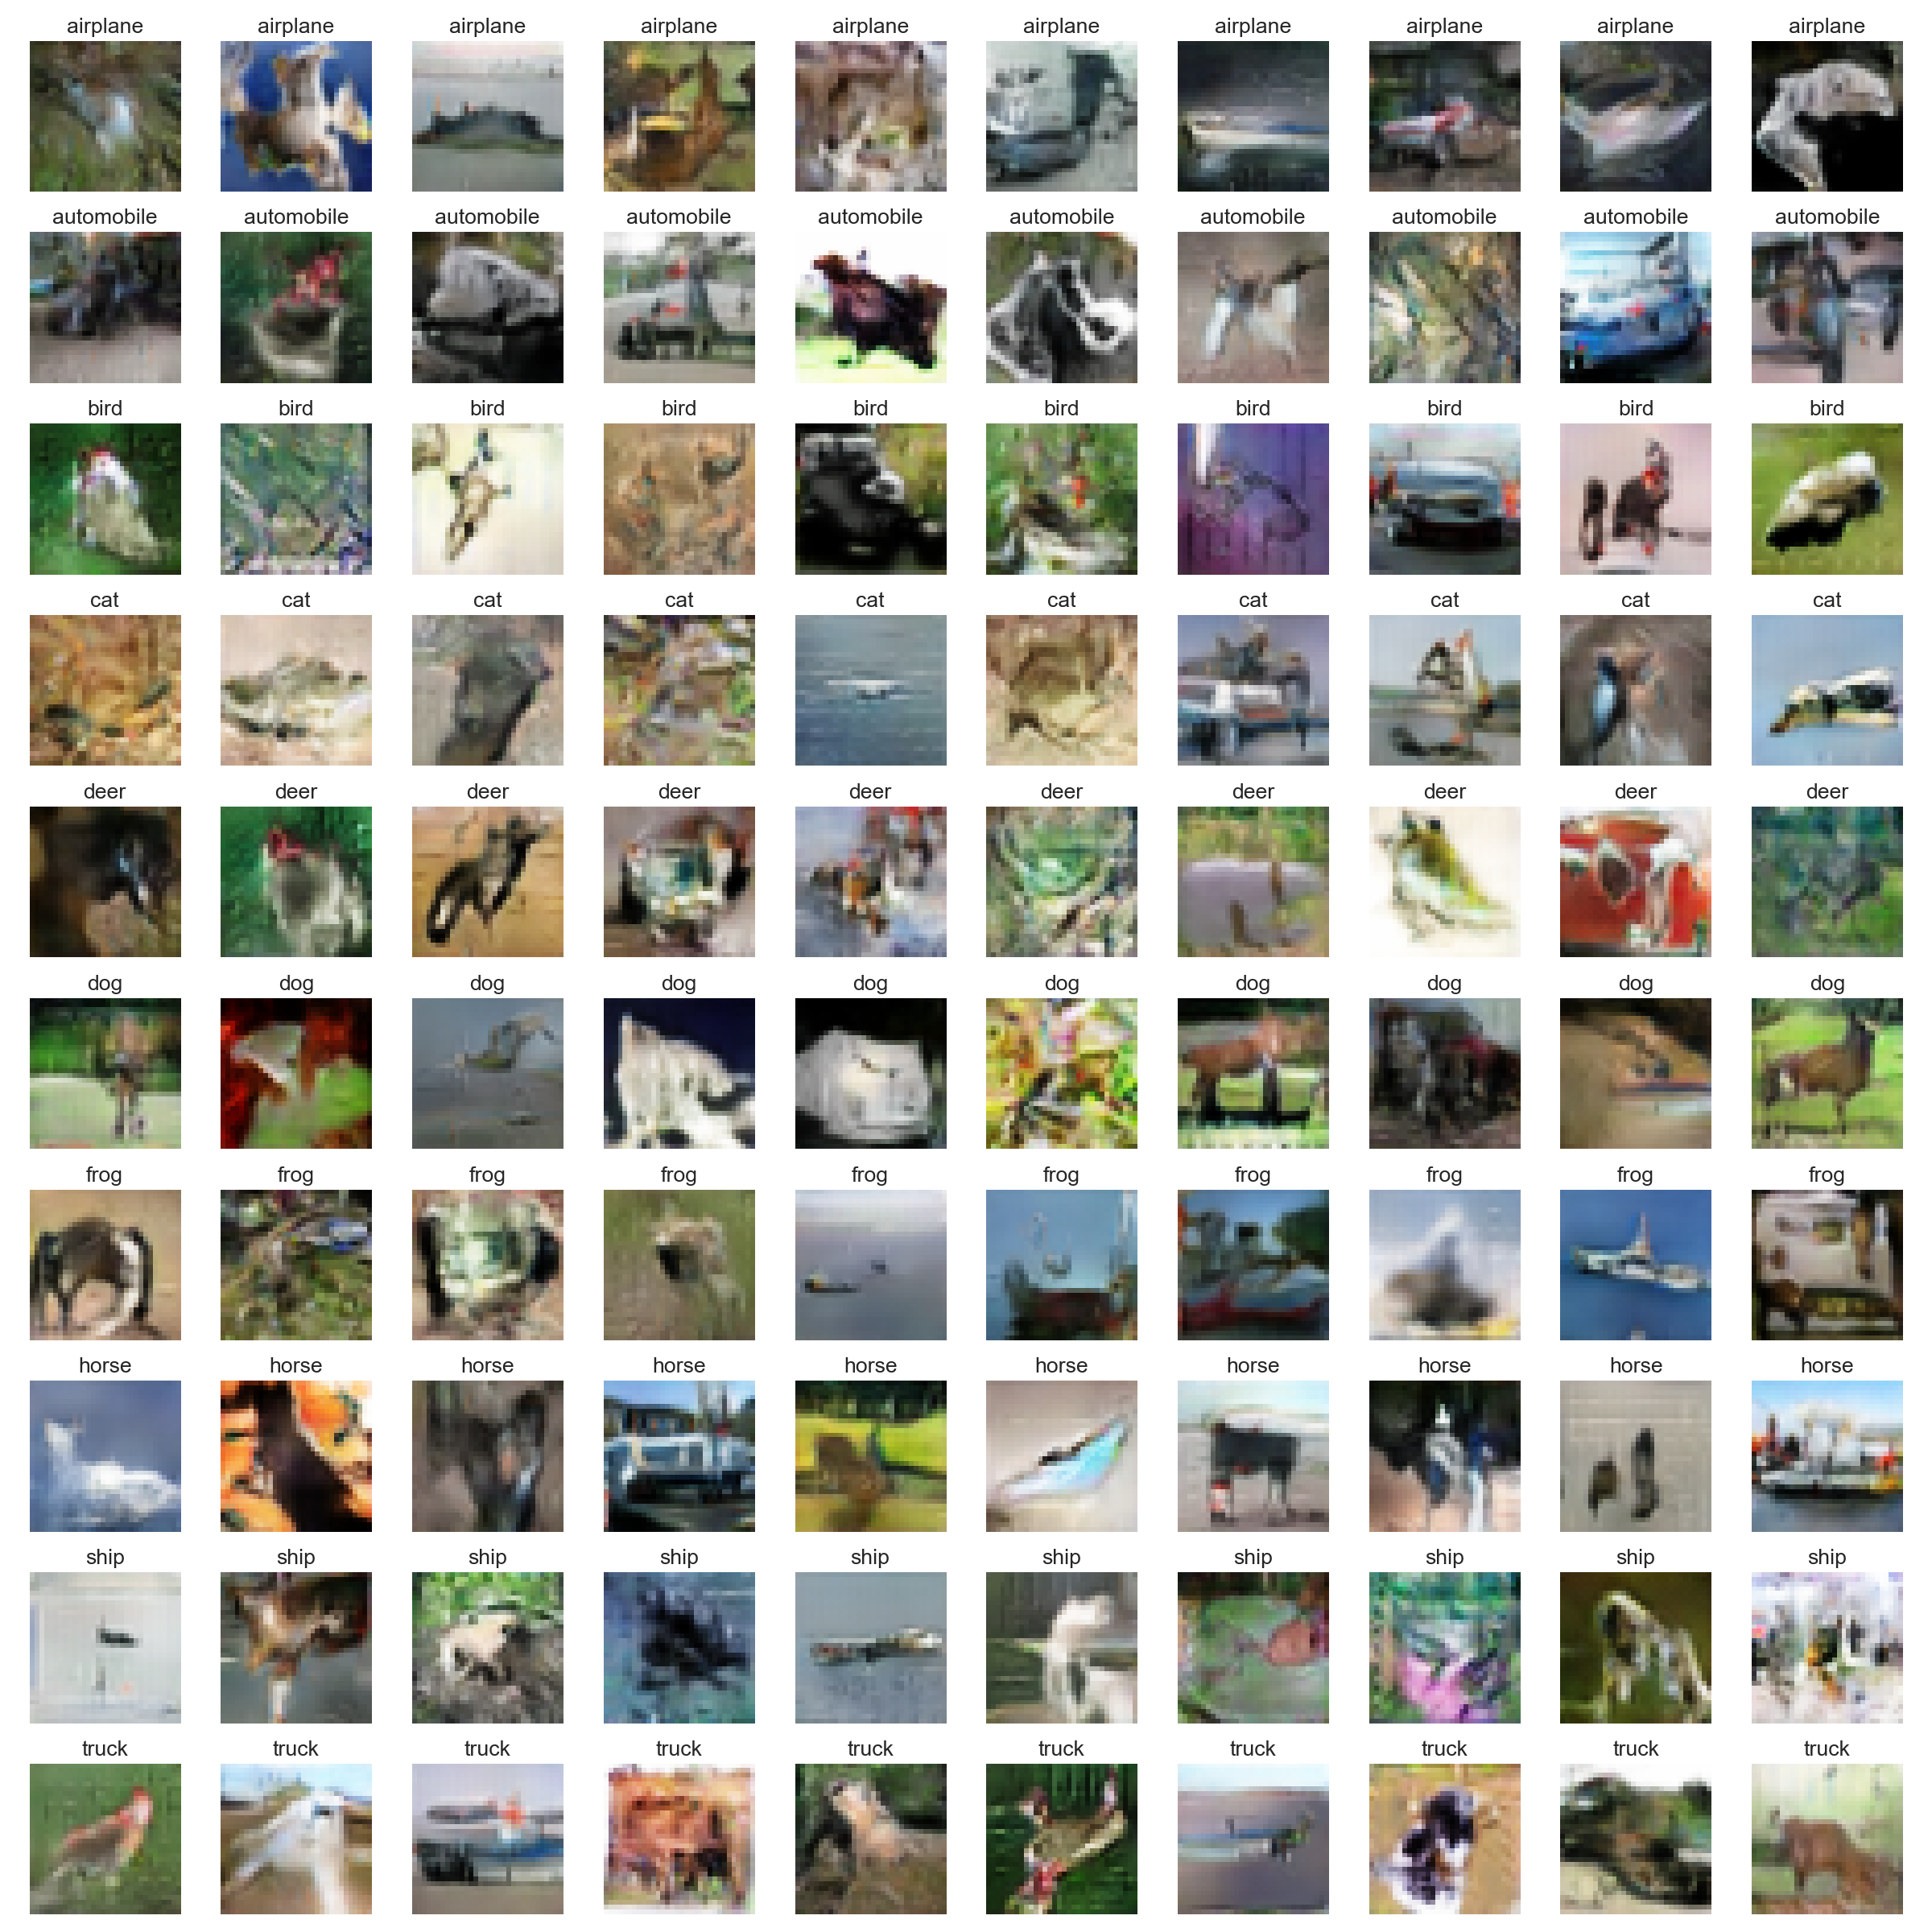 airplane airplane airplane airplane airplane airplane airplane airplane airplane airplane
automobile automobile automobile automobile automobile automobile automobile automobile automobile automobile
bird bird bird bird bird bird bird bird bird bird
cat cat cat cat cat cat cat cat cat cat
deer deer deer deer deer deer deer deer deer deer
dog dog dog dog dog dog dog dog dog dog
frog frog frog frog frog frog frog frog frog frog
horse horse horse horse horse horse horse horse horse horse
ship ship ship ship ship ship ship ship ship ship
truck truck truck truck truck truck truck truck truck truck